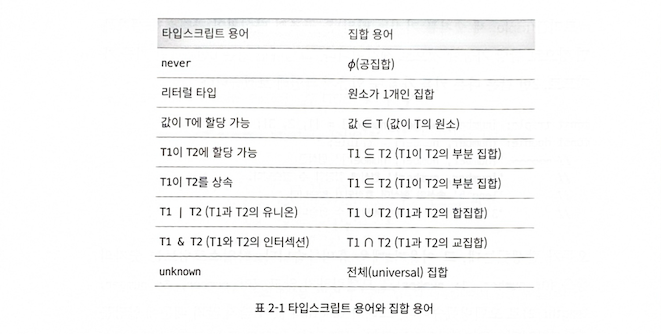 타입스크립트 용어 집합 용어
never ϕ(공집합)
리터럴 타입 원소가 1개인 집합
값이 T에 할당 가능 값 ∈ T (값이 T의 원소)
T1이 T2에 할당 가능 T1 ⊆ T2 (T1이 T2의 부분 집합)
T1이 T2를 상속 T1 ⊆ T2 (T1이 T2의 부분 집합)
T1 | T2 (T1과 T2의 유니온) T1 ∪ T2 (T1과 T2의 합집합)
T1 & T2 (T1와 T2의 인터섹션) T1 ∩ T2 (T1과 T2의 교집합)
unknown 전체(universal) 집합
표 2-1 타입스크립트 용어와 집합 용어